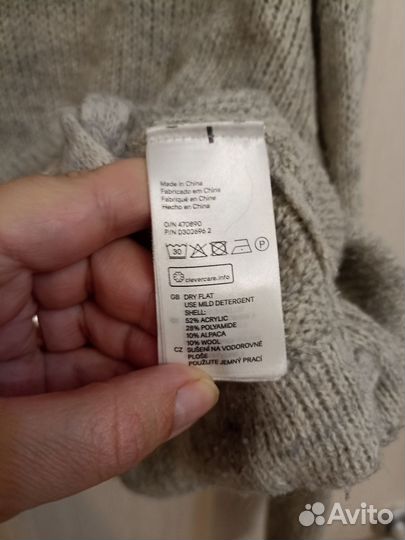 Made in China
Fabricado em China
Fabriqué en Chine
Hecho en China
O/N 470890
P/N D302696 2
30 P
clevercare.info
GB DRY FLAT
USE MILD DETERGENT
SHELL:
52% ACRYLIC
28% POLYAMIDE
10% ALPACA
10% WOOL
CZ SUŠENÍ NA VODOROVNÉ
PLOŠE
POUŽIJTE JEMNÝ PRACÍ
Avito